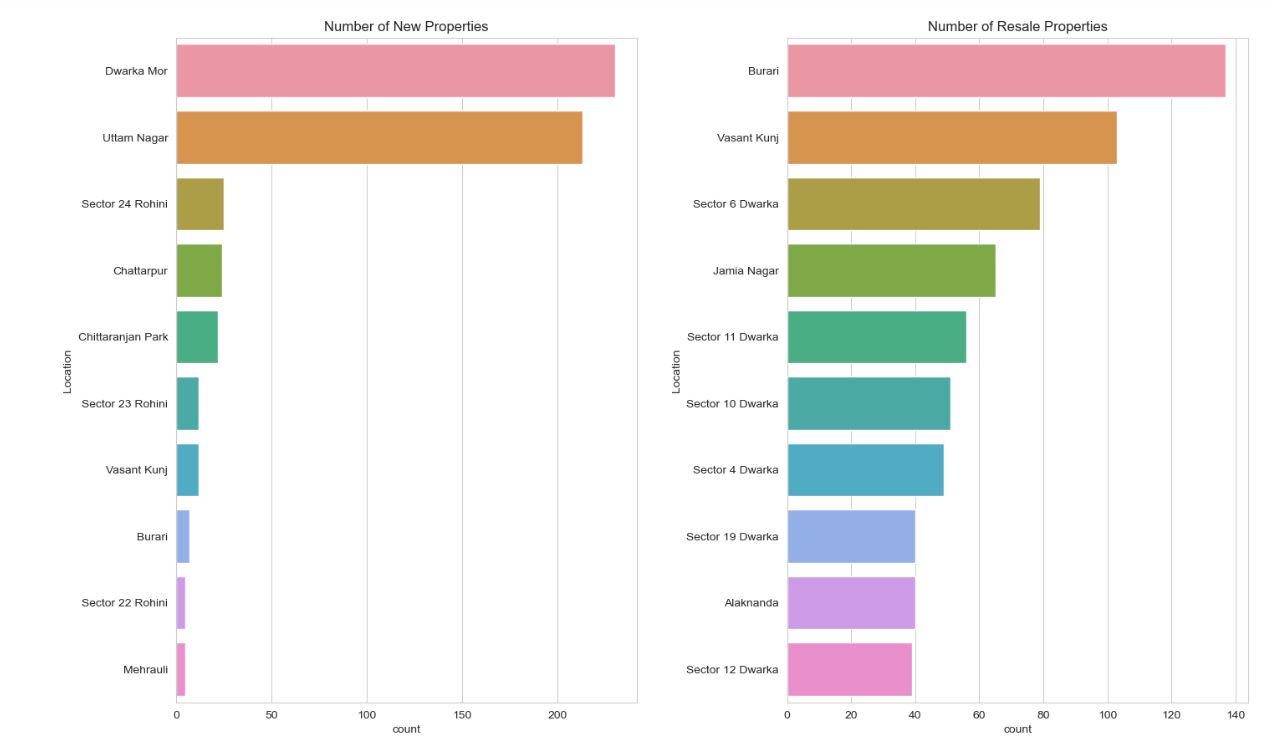 Number of New Properties
Location
Dwarka Mor
Uttam Nagar
Sector 24 Rohini
Chattarpur
Chittaranjan Park
Sector 23 Rohini
Vasant Kunj
Burari
Sector 22 Rohini
Mehrauli
0 50 100 150 200
count
Number of Resale Properties
Location
Burari
Vasant Kunj
Sector 6 Dwarka
Jamia Nagar
Sector 11 Dwarka
Sector 10 Dwarka
Sector 4 Dwarka
Sector 19 Dwarka
Alaknanda
Sector 12 Dwarka
0 20 40 60 80 100 120 140
count